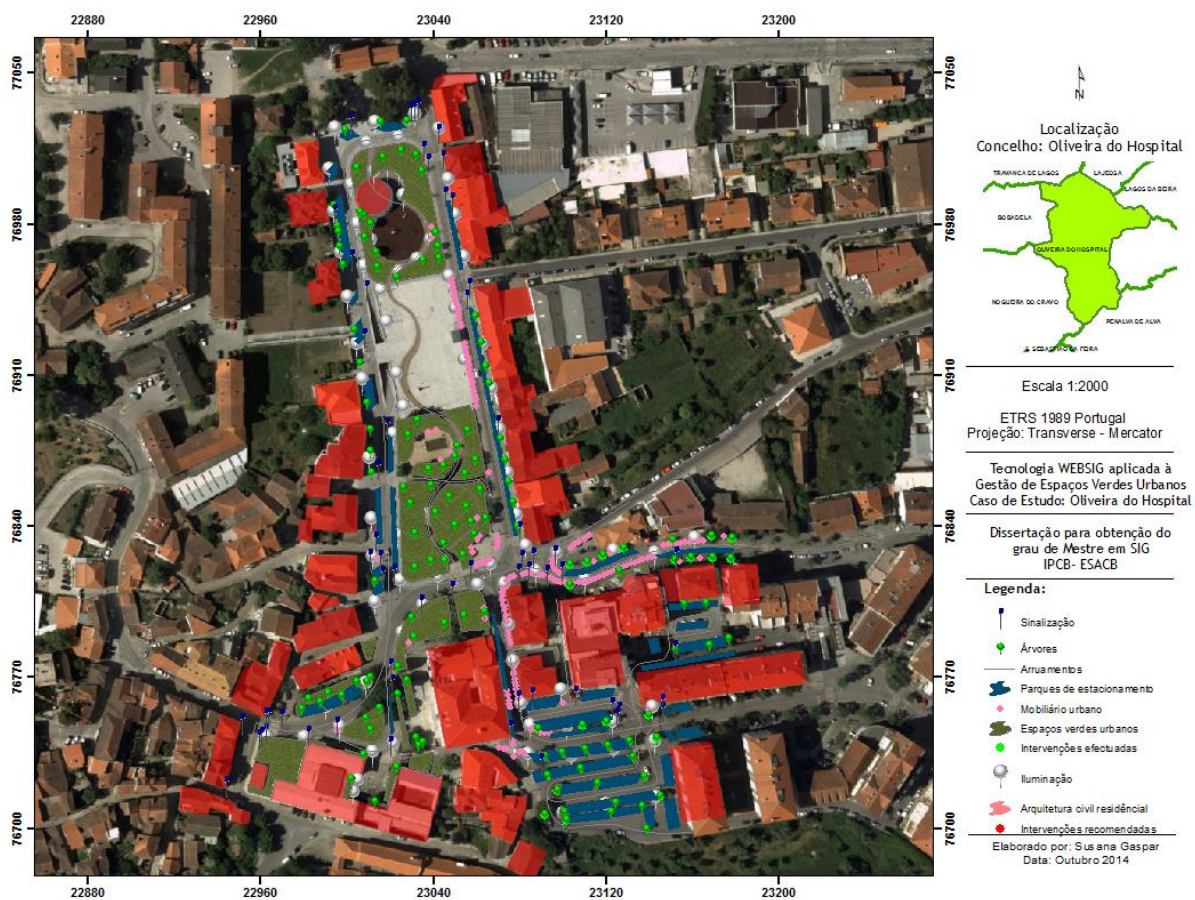 22880 22960 23040 23120 23200
77050 77050
76980 76980
76910 76910
76840 76840
76770 76770
76700 76700
22880 22960 23040 23120 23200
N
Localização
Concelho: Oliveira do Hospital
TRAVANCA DE LAGOS
LAJEOSA
LAGOS DA BEIRA
BOBADELA
OLIVEIRA DO HOSPITAL
NOGUEIRA DO CRAVO
PENALVA DE ALVA
S. SEBASTIÃO DA FEIRA
Escala 1:2000
ETRS 1989 Portugal
Projeção: Transverse - Mercator
Tecnologia WEBSIG aplicada à
Gestão de Espaços Verdes Urbanos
Caso de Estudo: Oliveira do Hospital
Dissertação para obtenção do
grau de Mestre em SIG
IPCB- ESACB
Legenda:
Sinalização
Árvores
Arruamentos
Parques de estacionamento
Mobiliário urbano
Espaços verdes urbanos
Intervenções efectuadas
Iluminação
Arquitetura civil residêncial
Intervenções recomendadas
Elaborado por: Susana Gaspar
Data: Outubro 2014